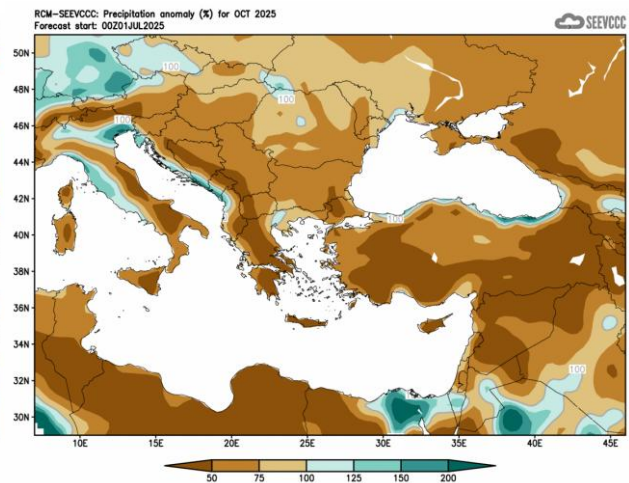 RCM-SEEVCCC: Precipitation anomaly (%) for OCT 2025
Forecast start: 00Z01JUL2025
SEEVCCC
50N
48N
46N
44N
42N
40N
38N
36N
34N
32N
30N
100
100
100
100
100
10E
15E
20E
25E
30E
35E
40E
45E
50
75
100
125
150
200